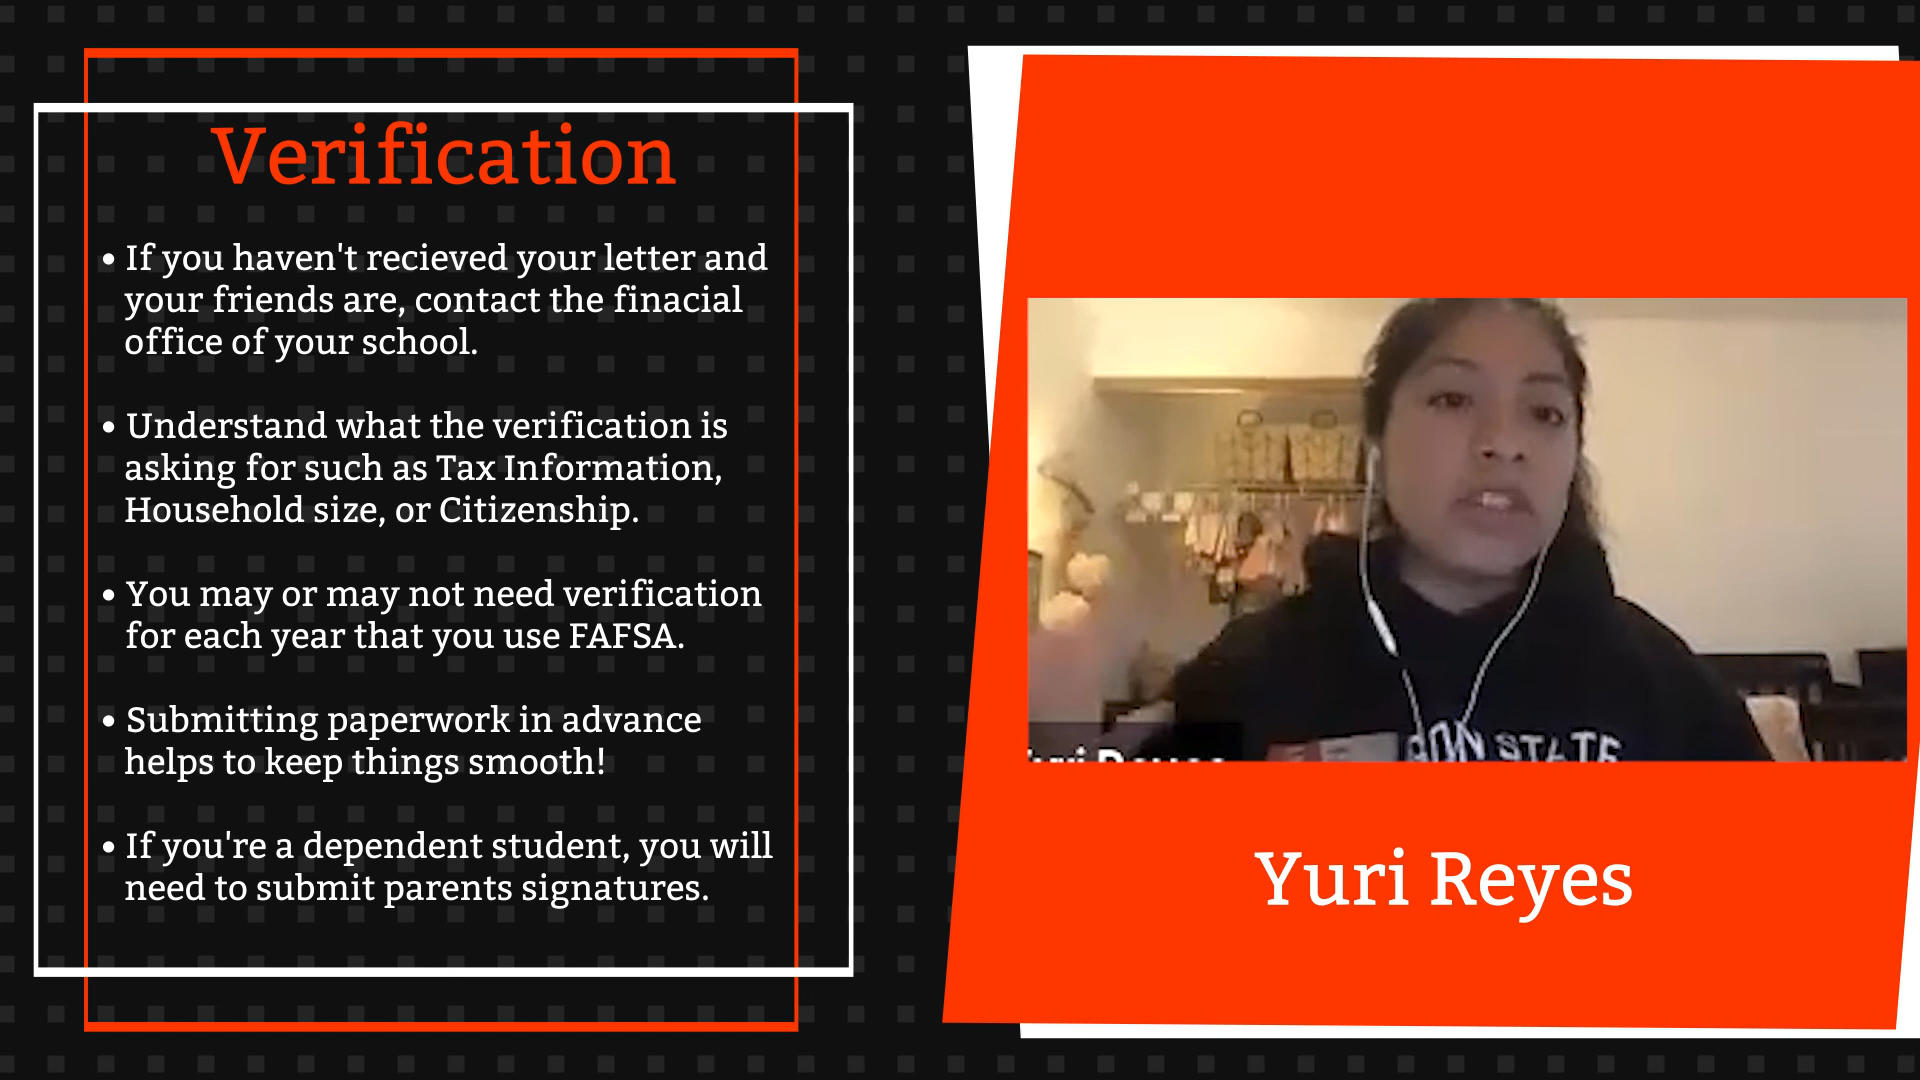 Verification
• If you haven't recieved your letter and
your friends are, contact the finacial
office of your school.
• Understand what the verification is
asking for such as Tax Information,
Household size, or Citizenship.
• You may or may not need verification
for each year that you use FAFSA.
• Submitting paperwork in advance
helps to keep things smooth!
• If you're a dependent student, you will
need to submit parents signatures.
STATE
Yuri Reyes